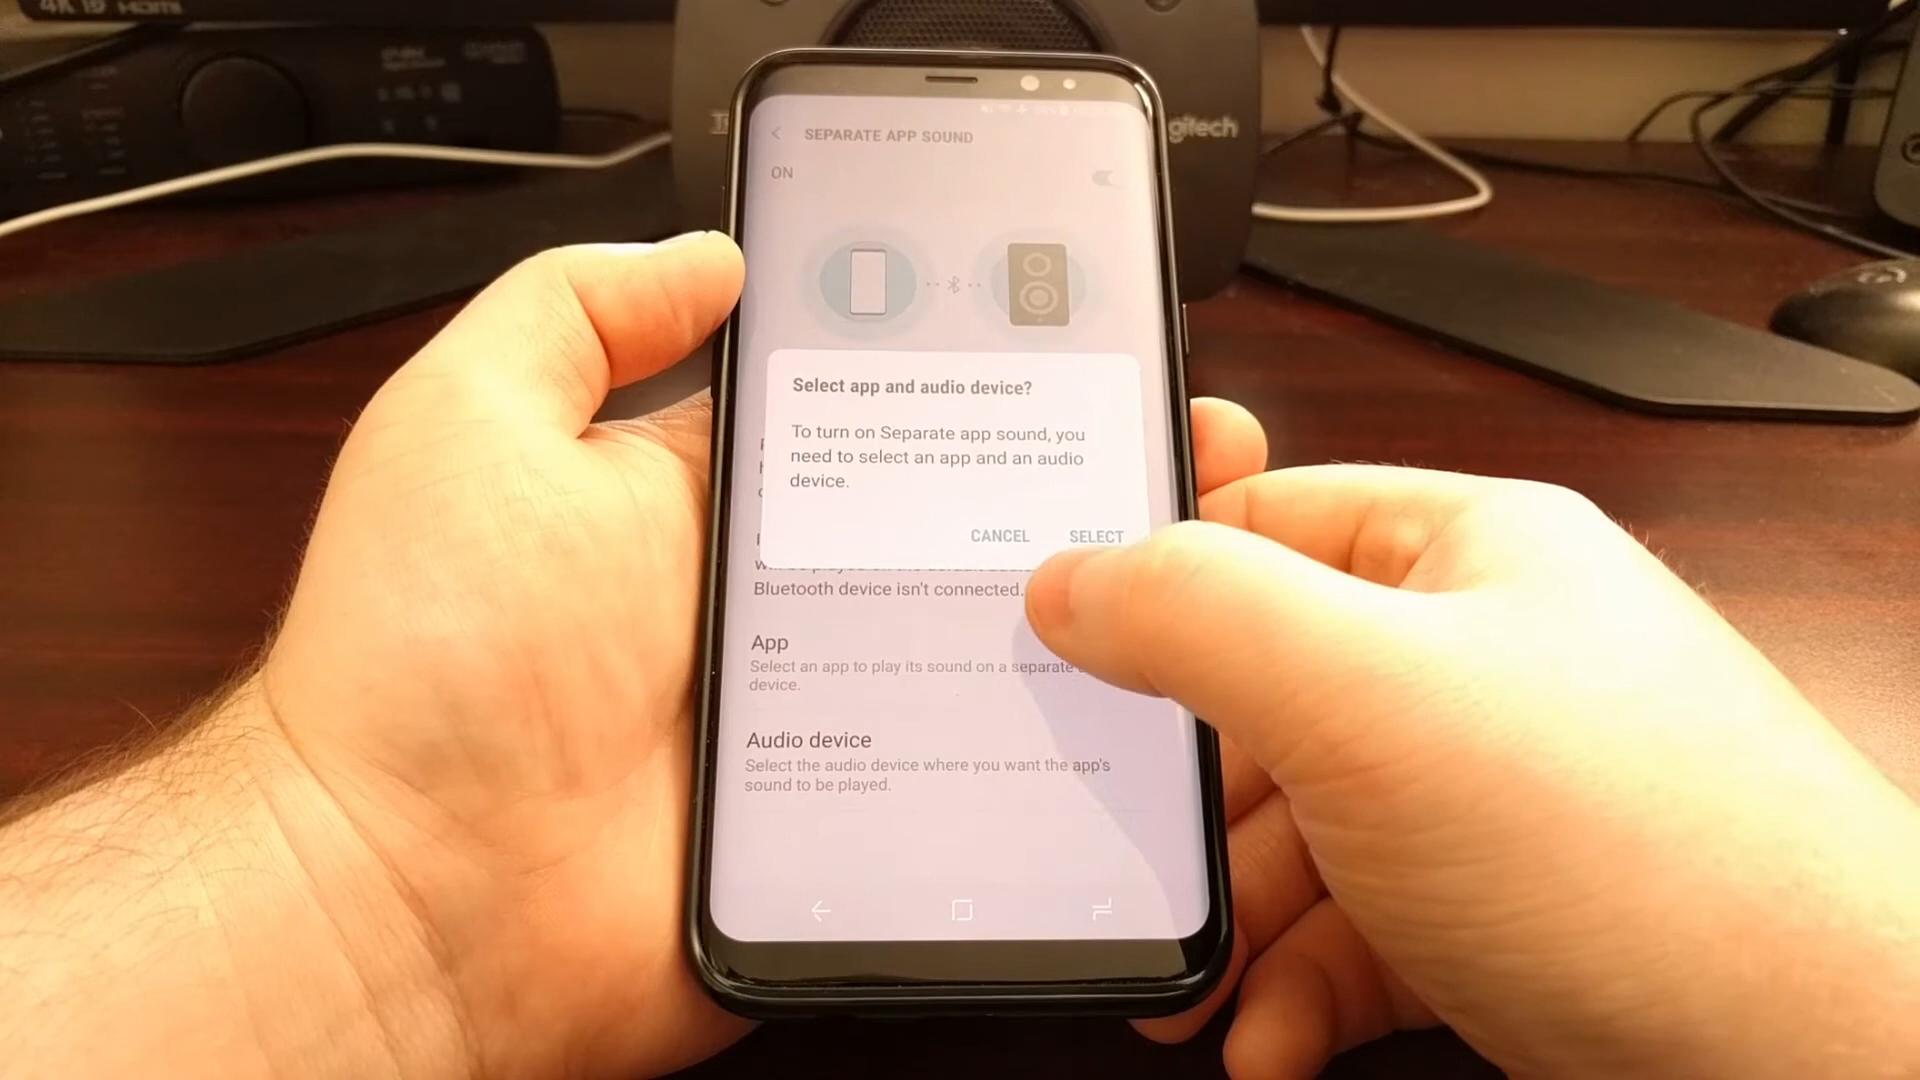 4K HDMI
gitech
SEPARATE APP SOUND
ON
Select app and audio device?
To turn on Separate app sound, you
need to select an app and an audio
device.
CANCEL SELECT
Bluetooth device isn't connected.
App
Select an app to play its sound on a separate
device.
Audio device
Select the audio device where you want the app's
sound to be played.